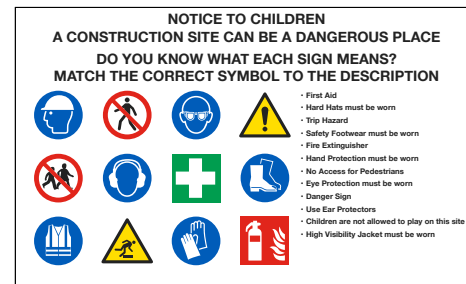 NOTICE TO CHILDREN
A CONSTRUCTION SITE CAN BE A DANGEROUS PLACE
DO YOU KNOW WHAT EACH SIGN MEANS?
MATCH THE CORRECT SYMBOL TO THE DESCRIPTION
· First Aid
· Hard Hats must be worn
· Trip Hazard
· Safety Footwear must be worn
· Fire Extinguisher
· Hand Protection must be worn
· No Access for Pedestrians
· Eye Protection must be worn
· Danger Sign
· Use Ear Protectors
· Children are not allowed to play on this site
· High Visibility Jacket must be worn